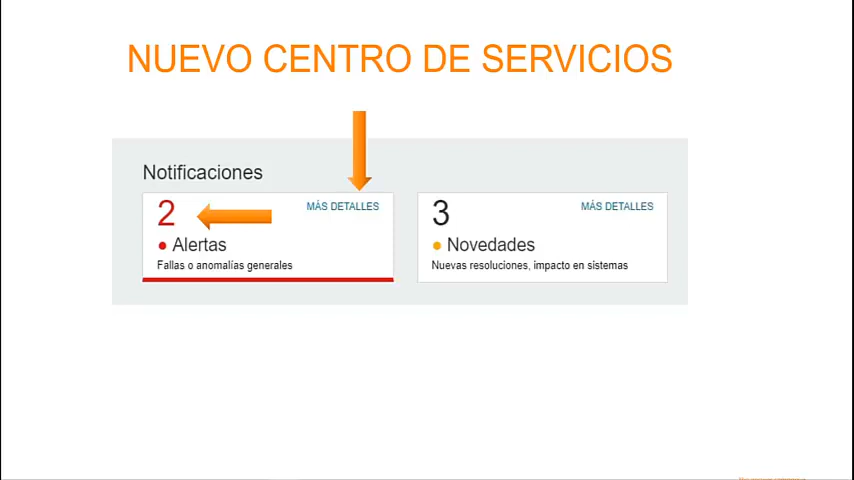 NUEVO CENTRO DE SERVICIOS
Notificaciones
2 MÁS DETALLES
Alertas
Fallas o anomalías generales
3 MÁS DETALLES
Novedades
Nuevas resoluciones, impacto en sistemas